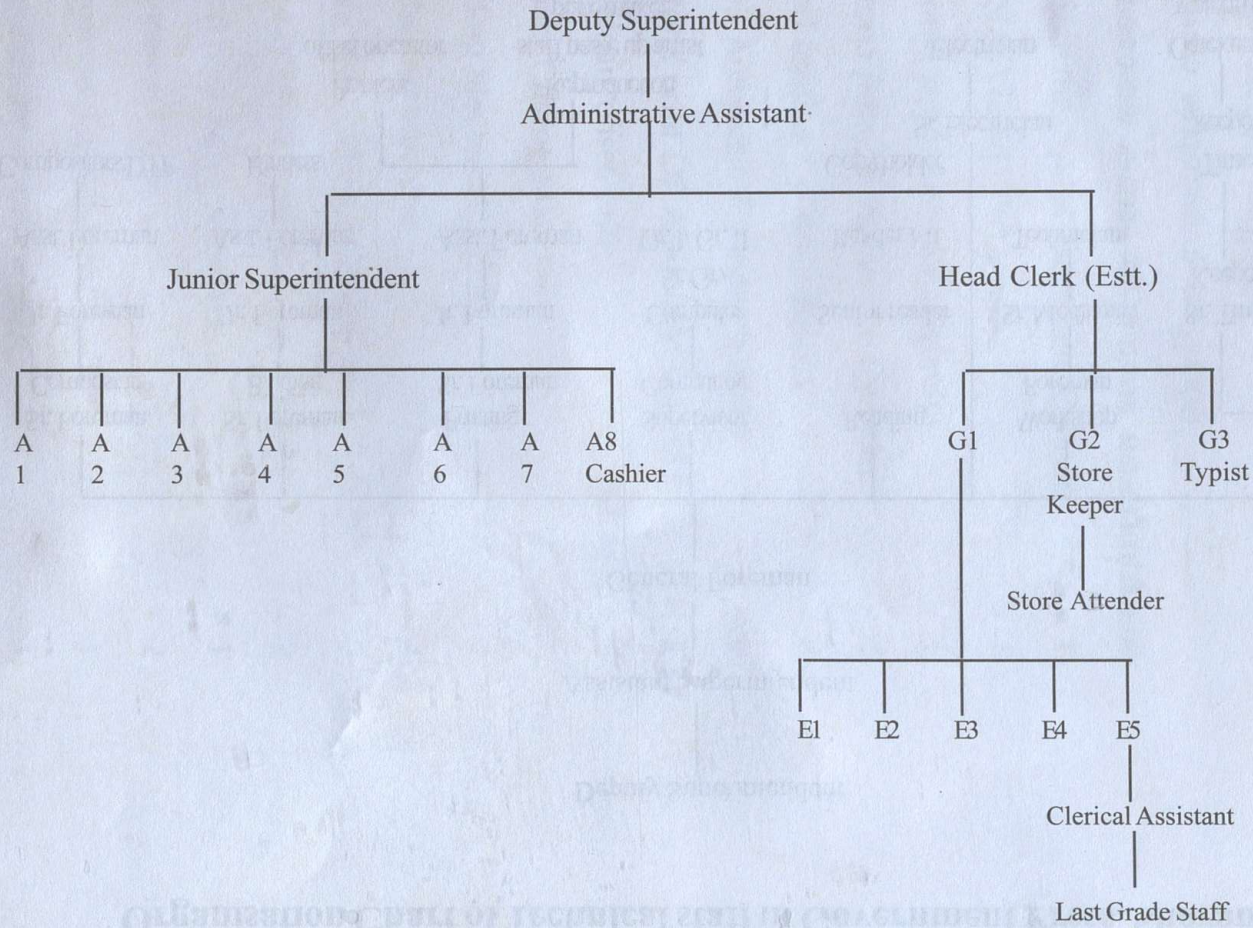 Deputy Superintendent
Administrative Assistant
Junior Superintendent
Head Clerk (Estt.)
A A A A A A A A8 G1 G2 G3
1 2 3 4 5 6 7 Cashier Store Typist
Keeper
Store Attender
E1 E2 E3 E4 E5
Clerical Assistant
Last Grade Staff